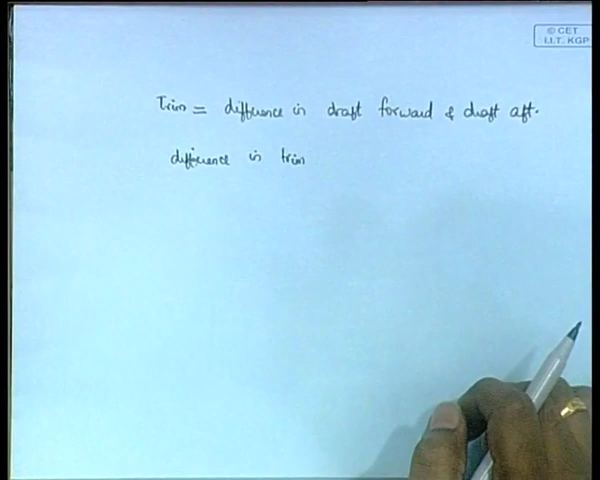 © CET
I.I.T. KGP
Trim = difference in draft forward & draft aft.
difference in trim